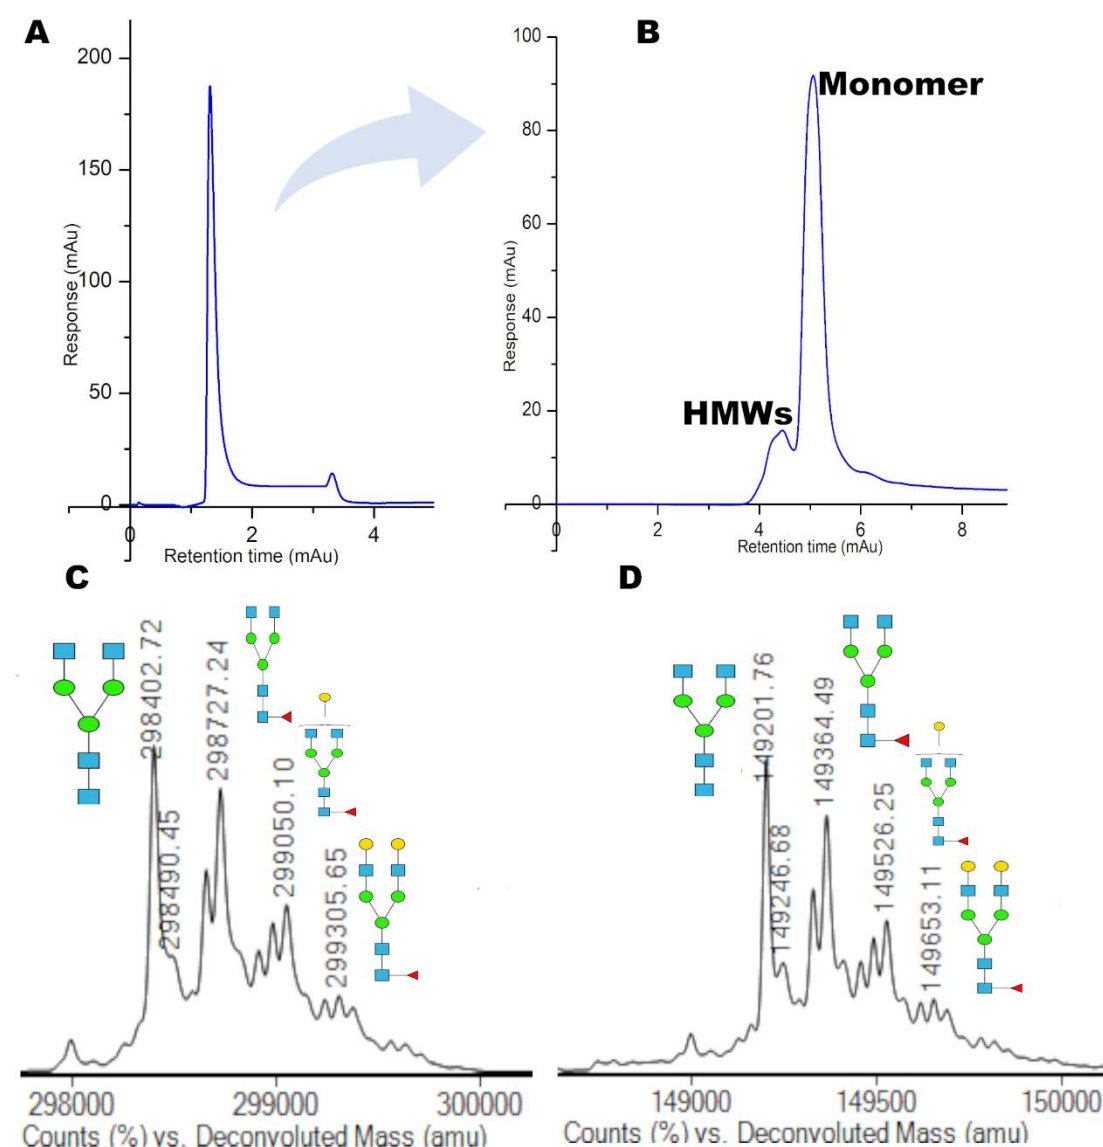 A
200
150
100
50
0
Response (mAu)
0
2
4
Retention time (mAu)
B
100
80
60
40
20
0
Response (mAu)
Monomer
HMWs
0
2
4
6
8
Retention time (mAu)
C
298402.72
298490.45
298727.24
299050.10
299305.65
298000
299000
300000
Counts (%) vs. Deconvoluted Mass (amu)
D
149201.76
149246.68
149364.49
149526.25
149653.11
149000
149500
150000
Counts (%) vs. Deconvoluted Mass (amu)